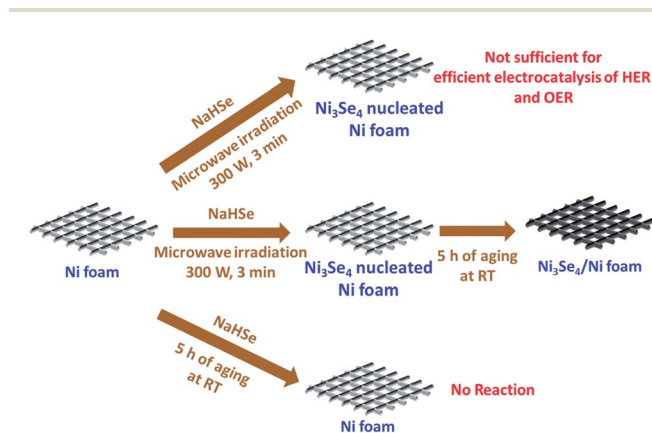 NaHSe
Microwave irradiation
300 W, 3 min
Ni₃Se₄ nucleated
Ni foam
Not sufficient for
efficient electrocatalysis of HER
and OER
Ni foam
NaHSe
Microwave irradiation
300 W, 3 min
Ni₃Se₄ nucleated
Ni foam
5 h of aging
at RT
Ni₃Se₄/Ni foam
NaHSe
5 h of aging
at RT
Ni foam
No Reaction